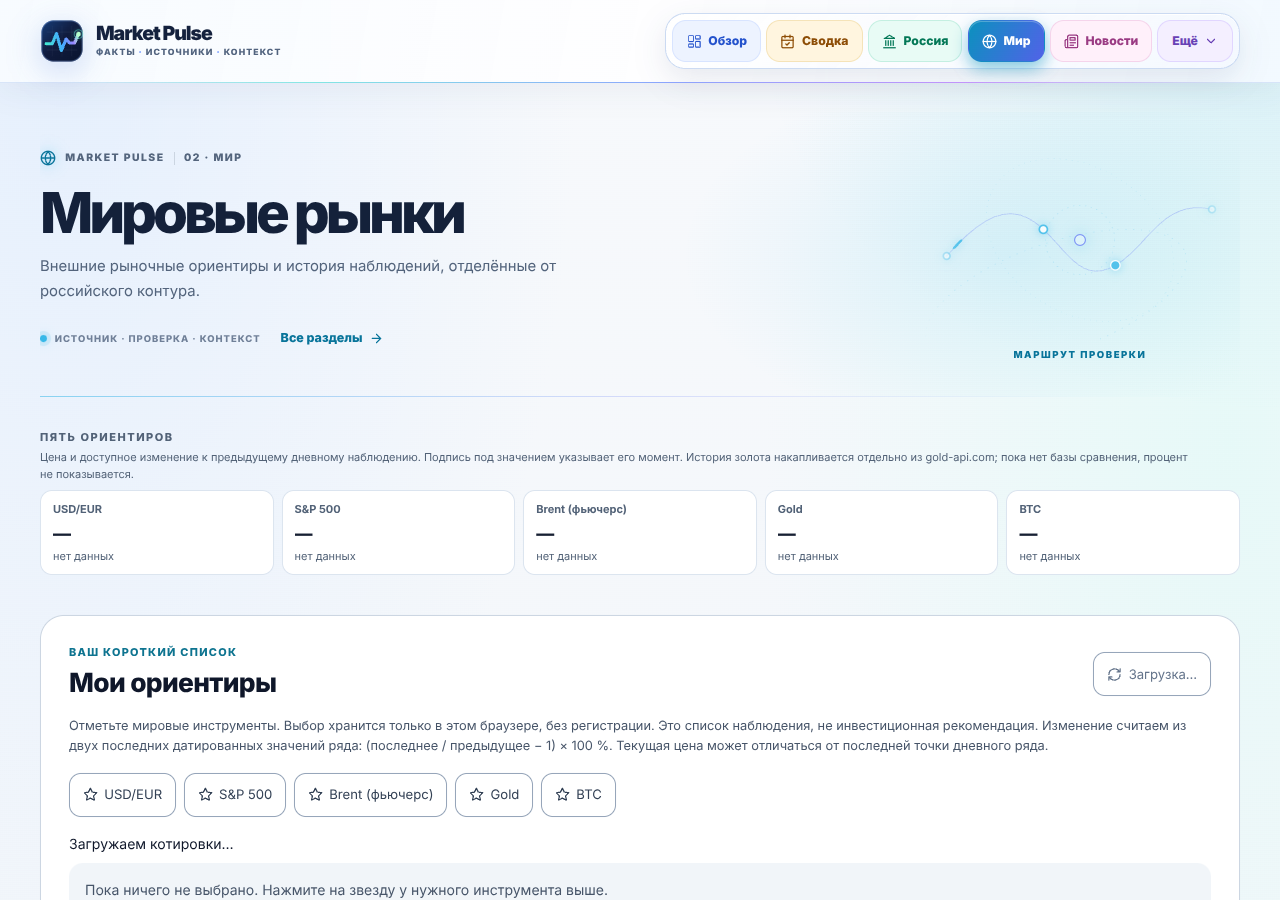 Market Pulse
ФАКТЫ · ИСТОЧНИКИ · КОНТЕКСТ
Обзор
Сводка
Россия
Мир
Новости
Ещё
MARKET PULSE
02 · МИР
Мировые рынки
Внешние рыночные ориентиры и история наблюдений, отделённые от
российского контура.
ИСТОЧНИК · ПРОВЕРКА · КОНТЕКСТ
Все разделы
МАРШРУТ ПРОВЕРКИ
ПЯТЬ ОРИЕНТИРОВ
Цена и доступное изменение к предыдущему дневному наблюдению. Подпись под значением указывает его момент. История золота накапливается отдельно из gold-api.com; пока нет базы сравнения, процент
не показывается.
USD/EUR
—
нет данных
S&P 500
—
нет данных
Brent (фьючерс)
—
нет данных
Gold
—
нет данных
BTC
—
нет данных
ВАШ КОРОТКИЙ СПИСОК
Мои ориентиры
Загрузка...
Отметьте мировые инструменты. Выбор хранится только в этом браузере, без регистрации. Это список наблюдения, не инвестиционная рекомендация. Изменение считаем из
двух последних датированных значений ряда: (последнее / предыдущее − 1) × 100 %. Текущая цена может отличаться от последней точки дневного ряда.
USD/EUR
S&P 500
Brent (фьючерс)
Gold
BTC
Загружаем котировки...
Пока ничего не выбрано. Нажмите на звезду у нужного инструмента выше.